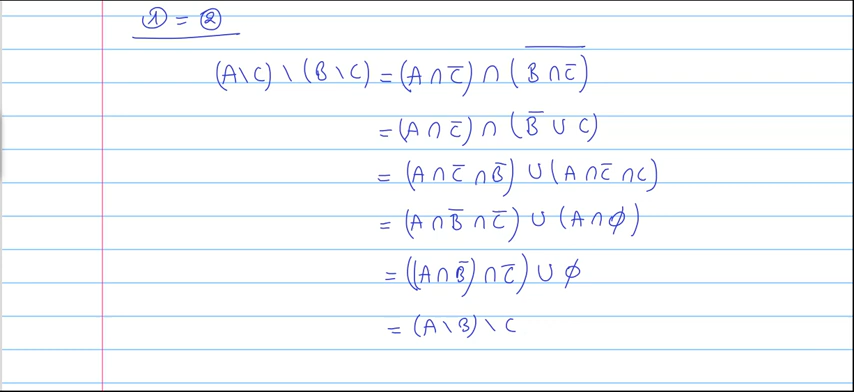 ① = ②
(A\C) \ (B\C) = (A ∩ C̅) ∩ (B̅ ̅∩̅ ̅C̅̅)
= (A ∩ C̅) ∩ (B̅ ∪ C)
= (A ∩ C̅ ∩ B̅) ∪ (A ∩ C̅ ∩ C)
= (A ∩ B̅ ∩ C̅) ∪ (A ∩ ∅)
= ((A ∩ B̅) ∩ C̅) ∪ ∅
= (A \ B) \ C